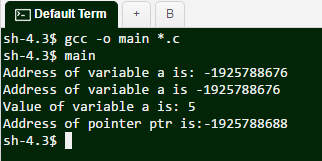 Default Term + B
sh-4.3$ gcc -o main *.c
sh-4.3$ main
Address of variable a is: -1925788676
Address of variable a is -1925788676
Value of variable a is: 5
Address of pointer ptr is:-1925788688
sh-4.3$